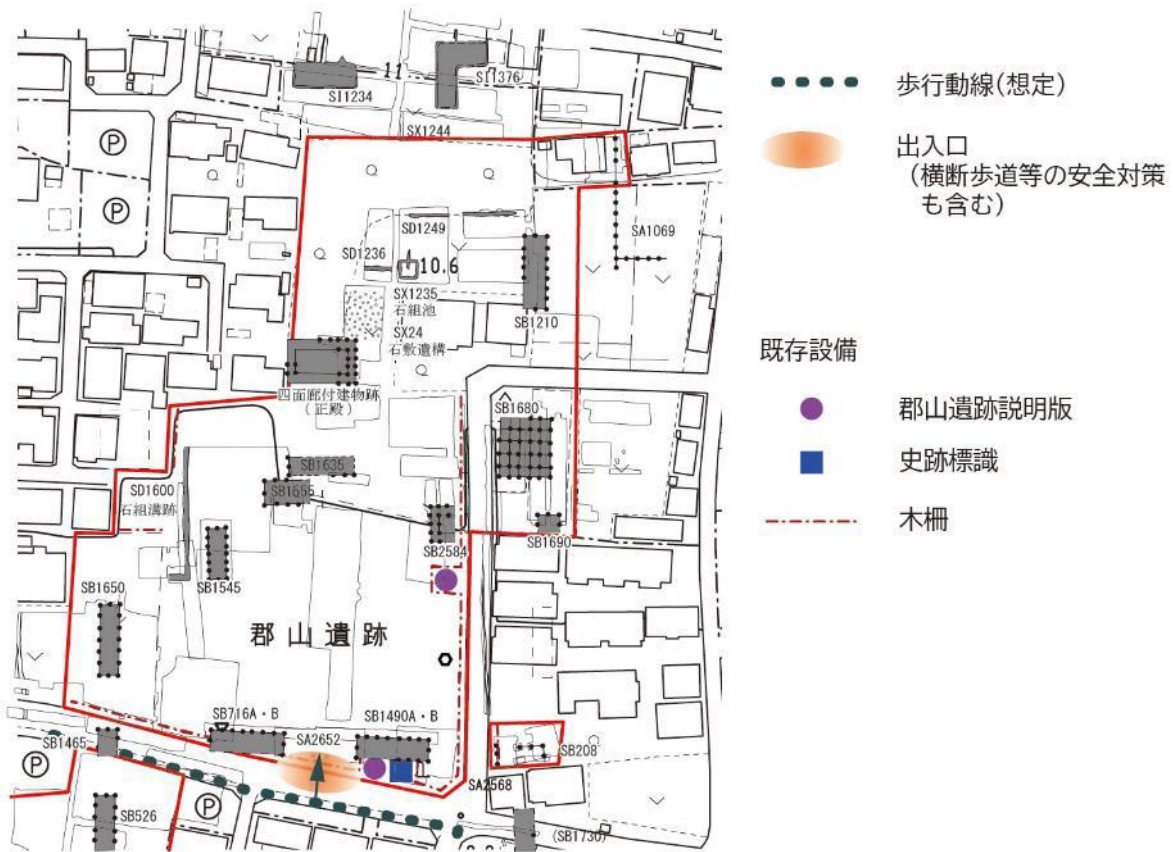 SI1234
11
SI1376
SX1244
Ⓟ
Ⓟ
SD1249
SA1069
SD1236
10.6
SX1235
石組池
SB1210
SX24
石敷遺構
四面廊付建物跡
(正殿)
SB1680
SB1635
SD1600
石組溝跡
SB1555
SB2584
SB1690
SB1545
SB1650
郡山遺跡
SB716A・B
SB1490A・B
SB1465
SA2652
SB208
Ⓟ
SA2568
SB526
Ⓟ
(SB1730)
歩行動線(想定)
出入口
(横断歩道等の安全対策
も含む)
既存設備
郡山遺跡説明版
史跡標識
木柵